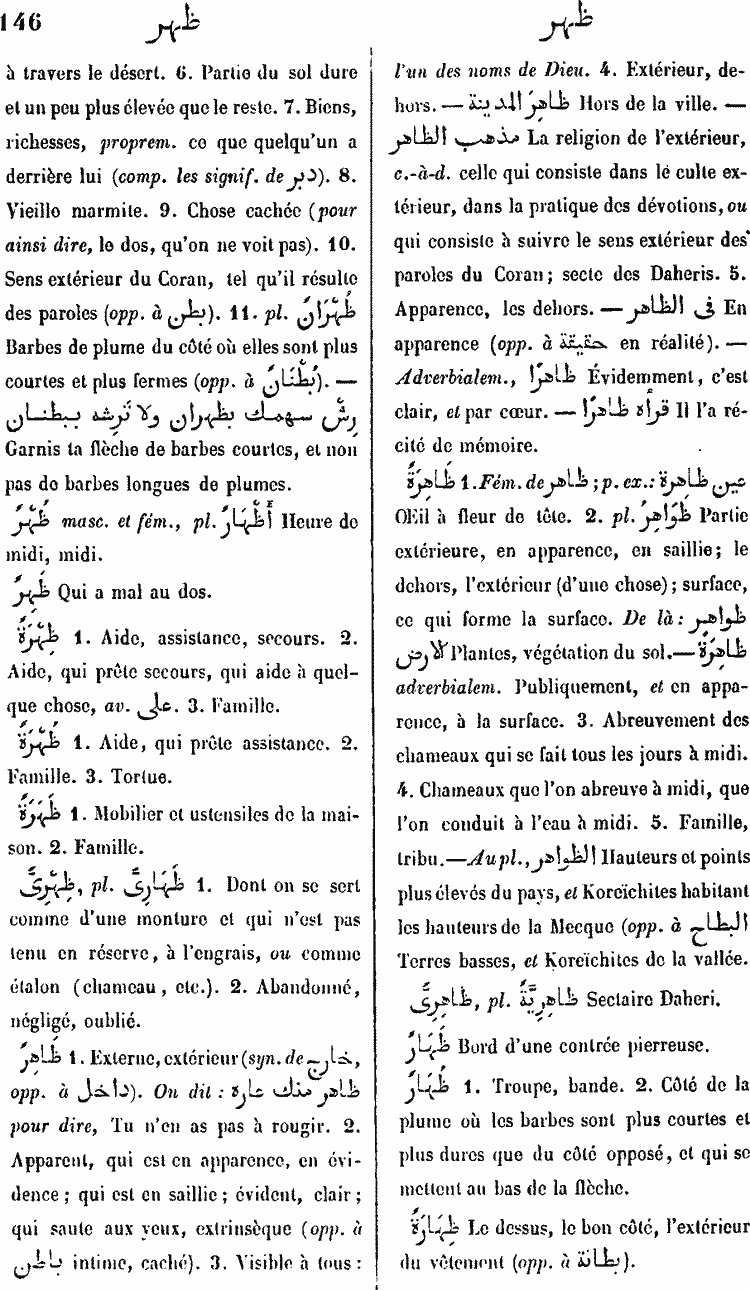 146
ظهر
ظهر
à travers le désert. 6. Partie du sol dure
et un peu plus élevée que le reste. 7. Biens,
richesses, proprem. ce que quelqu'un a
derrière lui (comp. les signif. de دبر). 8.
Vieille marmite. 9. Chose cachée (pour
ainsi dire, le dos, qu'on ne voit pas). 10.
Sens extérieur du Coran, tel qu'il résulte
des paroles (opp. à بطن). 11. pl. ظُهْرَانٌ
Barbes de plume du côté où elles sont plus
courtes et plus fermes (opp. à بُطْنَانٌ). —
رِشْ سهمك بظهران ولا تَرِشه ببطنان
Garnis ta flèche de barbes courtes, et non
pas de barbes longues de plumes.
ظُهْرٌ masc. et fém., pl. أَظْهَارٌ Heure de
midi, midi.
ظَهِرٌ Qui a mal au dos.
ظُهْرَةٌ 1. Aide, assistance, secours. 2.
Aide, qui prête secours, qui aide à quel-
que chose, av. على. 3. Famille.
ظَهْرَةٌ 1. Aide, qui prête assistance. 2.
Famille. 3. Tortue.
ظَهَرَةٌ 1. Mobilier et ustensiles de la mai-
son. 2. Famille.
ظِهْرِىٌّ, pl. ظَهَارِىٌّ 1. Dont on se sert
comme d'une monture et qui n'est pas
tenu en réserve, à l'engrais, ou comme
étalon (chameau, etc.). 2. Abandonné,
négligé, oublié.
ظَاهِرٌ 1. Externe, extérieur (syn. de خارج,
opp. à داخل). On dit : ظاهر عنك عاره
pour dire, Tu n'en as pas à rougir. 2.
Apparent, qui est en apparence, en évi-
dence ; qui est en saillie ; évident, clair ;
qui saute aux yeux, extrinsèque (opp. à
باطن intime, caché). 3. Visible à tous :
l'un des noms de Dieu. 4. Extérieur, de-
hors. — ظاهرَ المدينة Hors de la ville. —
مذهب الظاهر La religion de l'extérieur,
c.-à-d. celle qui consiste dans le culte ex-
térieur, dans la pratique des dévotions, ou
qui consiste à suivre le sens extérieur des
paroles du Coran ; secte des Daheris. 5.
Apparence, les dehors. — فى الظاهر En
apparence (opp. à حقيقة en réalité). —
Adverbialem., ظاهرًا Évidemment, c'est
clair, et par cœur. — قرأه ظاهرًا Il l'a ré-
cité de mémoire.
ظَاهِرَةٌ 1. Fém. de ظاهر ; p. ex.: عين ظاهرة
Œil à fleur de tête. 2. pl. ظَوَاهِرُ Partie
extérieure, en apparence, en saillie ; le
dehors, l'extérieur (d'une chose) ; surface,
ce qui forme la surface. De là : ظواهر
الارض Plantes, végétation du sol. — ظَاهِرَةً
adverbialem. Publiquement, et en appa-
rence, à la surface. 3. Abreuvement des
chameaux qui se fait tous les jours à midi.
4. Chameaux que l'on abreuve à midi, que
l'on conduit à l'eau à midi. 5. Famille,
tribu. — Au pl., الظواهر Hauteurs et points
plus élevés du pays, et Koreïchites habitant
les hauteurs de la Mecque (opp. à البطاح
Terres basses, et Koreïchites de la vallée.
ظَاهِرِىٌّ, pl. ظَاهِرِيَّةٌ Sectaire Daheri.
ظَهَارٌ Bord d'une contrée pierreuse.
ظُهَارٌ 1. Troupe, bande. 2. Côté de la
plume où les barbes sont plus courtes et
plus dures que du côté opposé, et qui se
mettent au bas de la flèche.
ظِهَارَةٌ Le dessus, le bon côté, l'extérieur
du vêtement (opp. à بطانة).